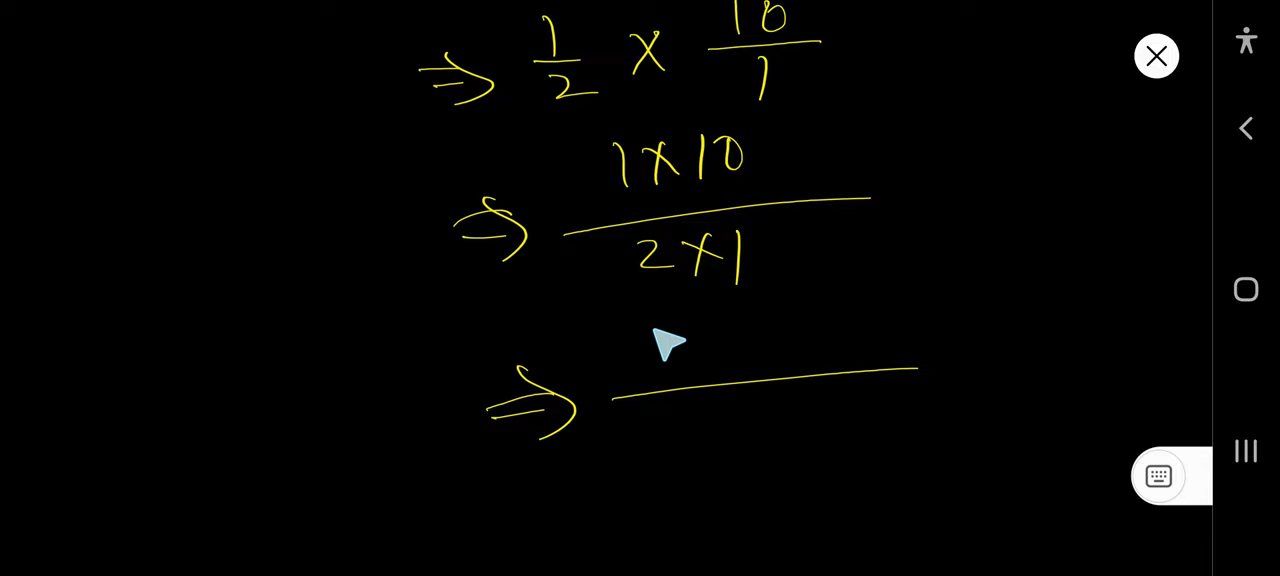 ⇒ 1/2 × 10/1
⇒ 1×10 / 2×1
⇒